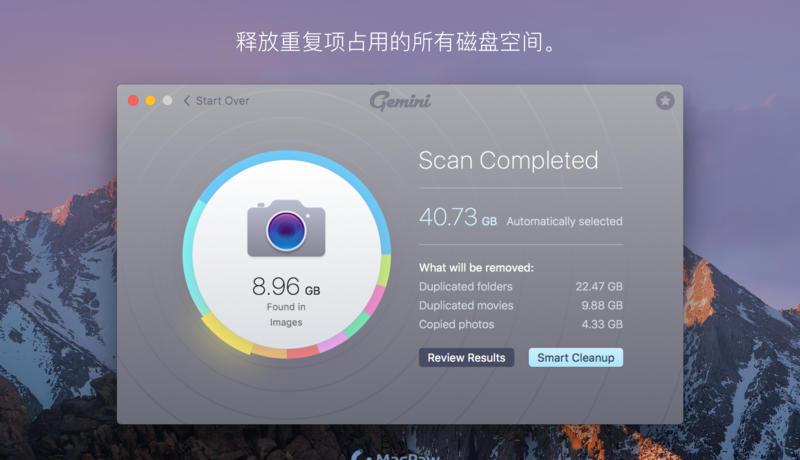 释放重复项占用的所有磁盘空间。
Start Over
Gemini
Scan Completed
40.73 GB Automatically selected
8.96 GB
Found in
Images
What will be removed:
Duplicated folders 22.47 GB
Duplicated movies 9.88 GB
Copied photos 4.33 GB
Review Results Smart Cleanup
MacPaw